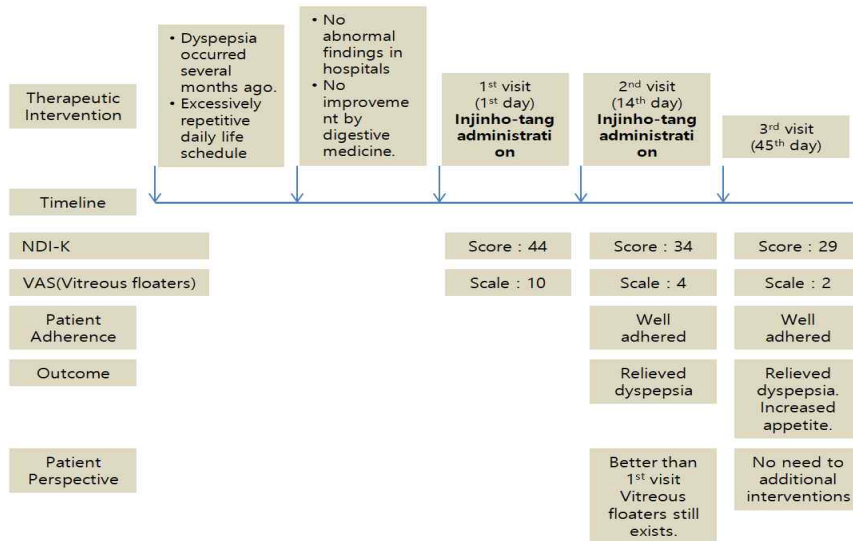 • Dyspepsia
occurred
several
months ago.
• Excessively
repetitive
daily life
schedule
• No
abnormal
findings in
hospitals
• No
improveme
nt by
digestive
medicine.
Therapeutic
Intervention
1st visit
(1st day)
Injinho-tang
administrati
on
2nd visit
(14th day)
Injinho-tang
administrati
on
3rd visit
(45th day)
Timeline
NDI-K
Score : 44
Score : 34
Score : 29
VAS(Vitreous floaters)
Scale : 10
Scale : 4
Scale : 2
Patient
Adherence
Well
adhered
Well
adhered
Outcome
Relieved
dyspepsia
Relieved
dyspepsia.
Increased
appetite.
Patient
Perspective
Better than
1st visit
Vitreous
floaters still
exists.
No need to
additional
interventions